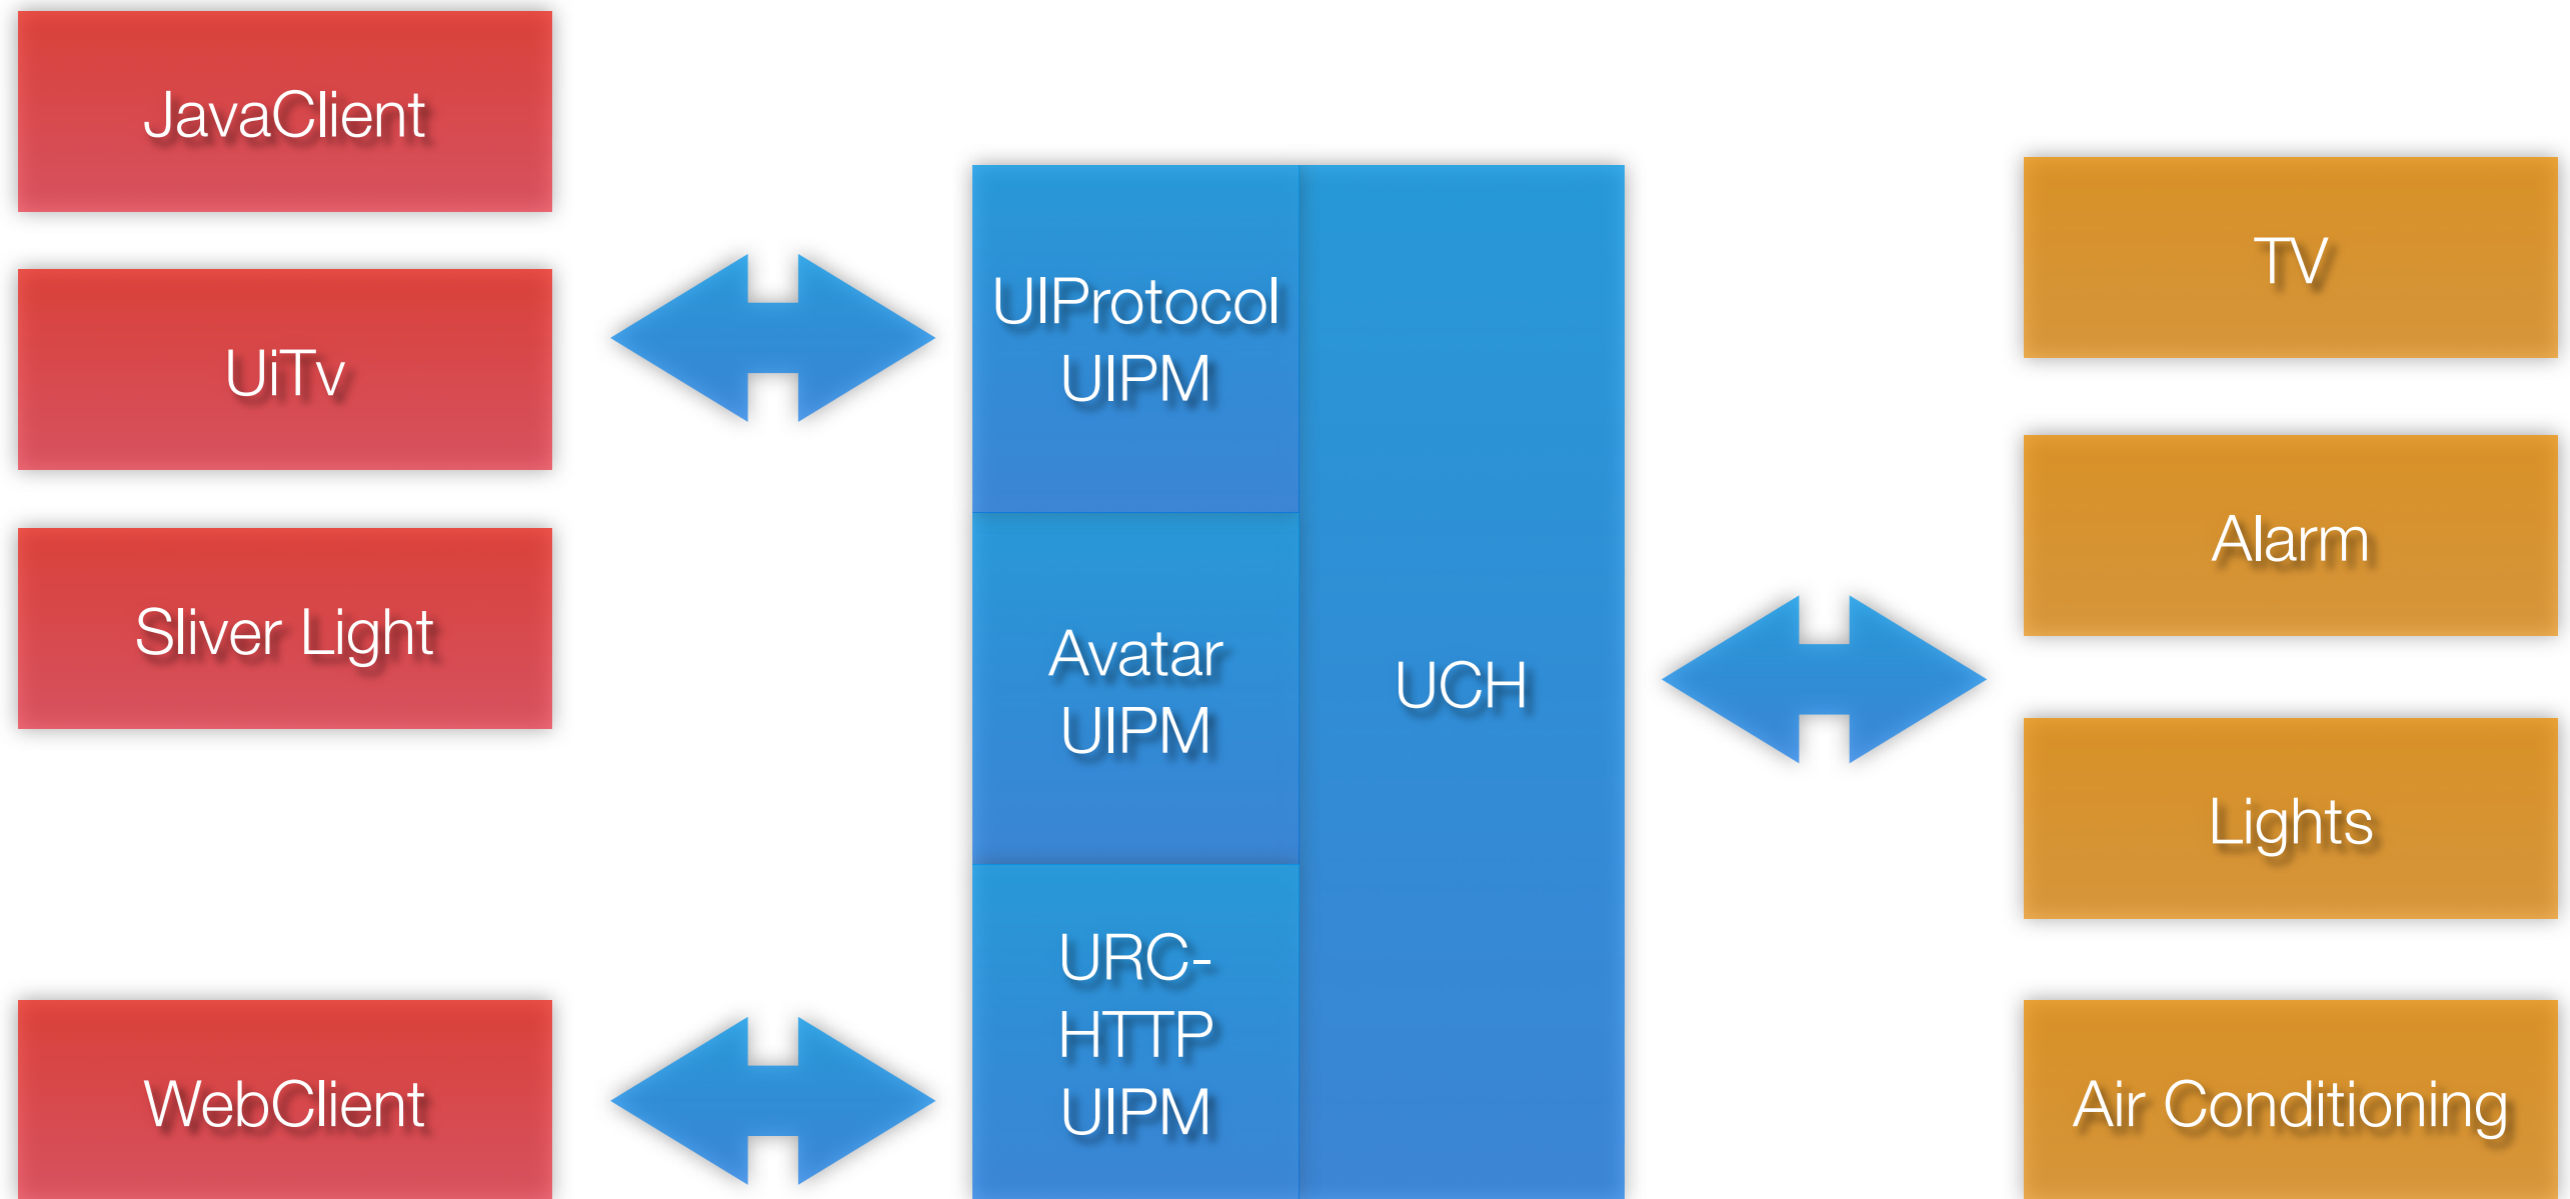 JavaClient
UiTv
Sliver Light
WebClient
UIProtocol
UIPM
Avatar
UIPM
URC-
HTTP
UIPM
UCH
TV
Alarm
Lights
Air Conditioning